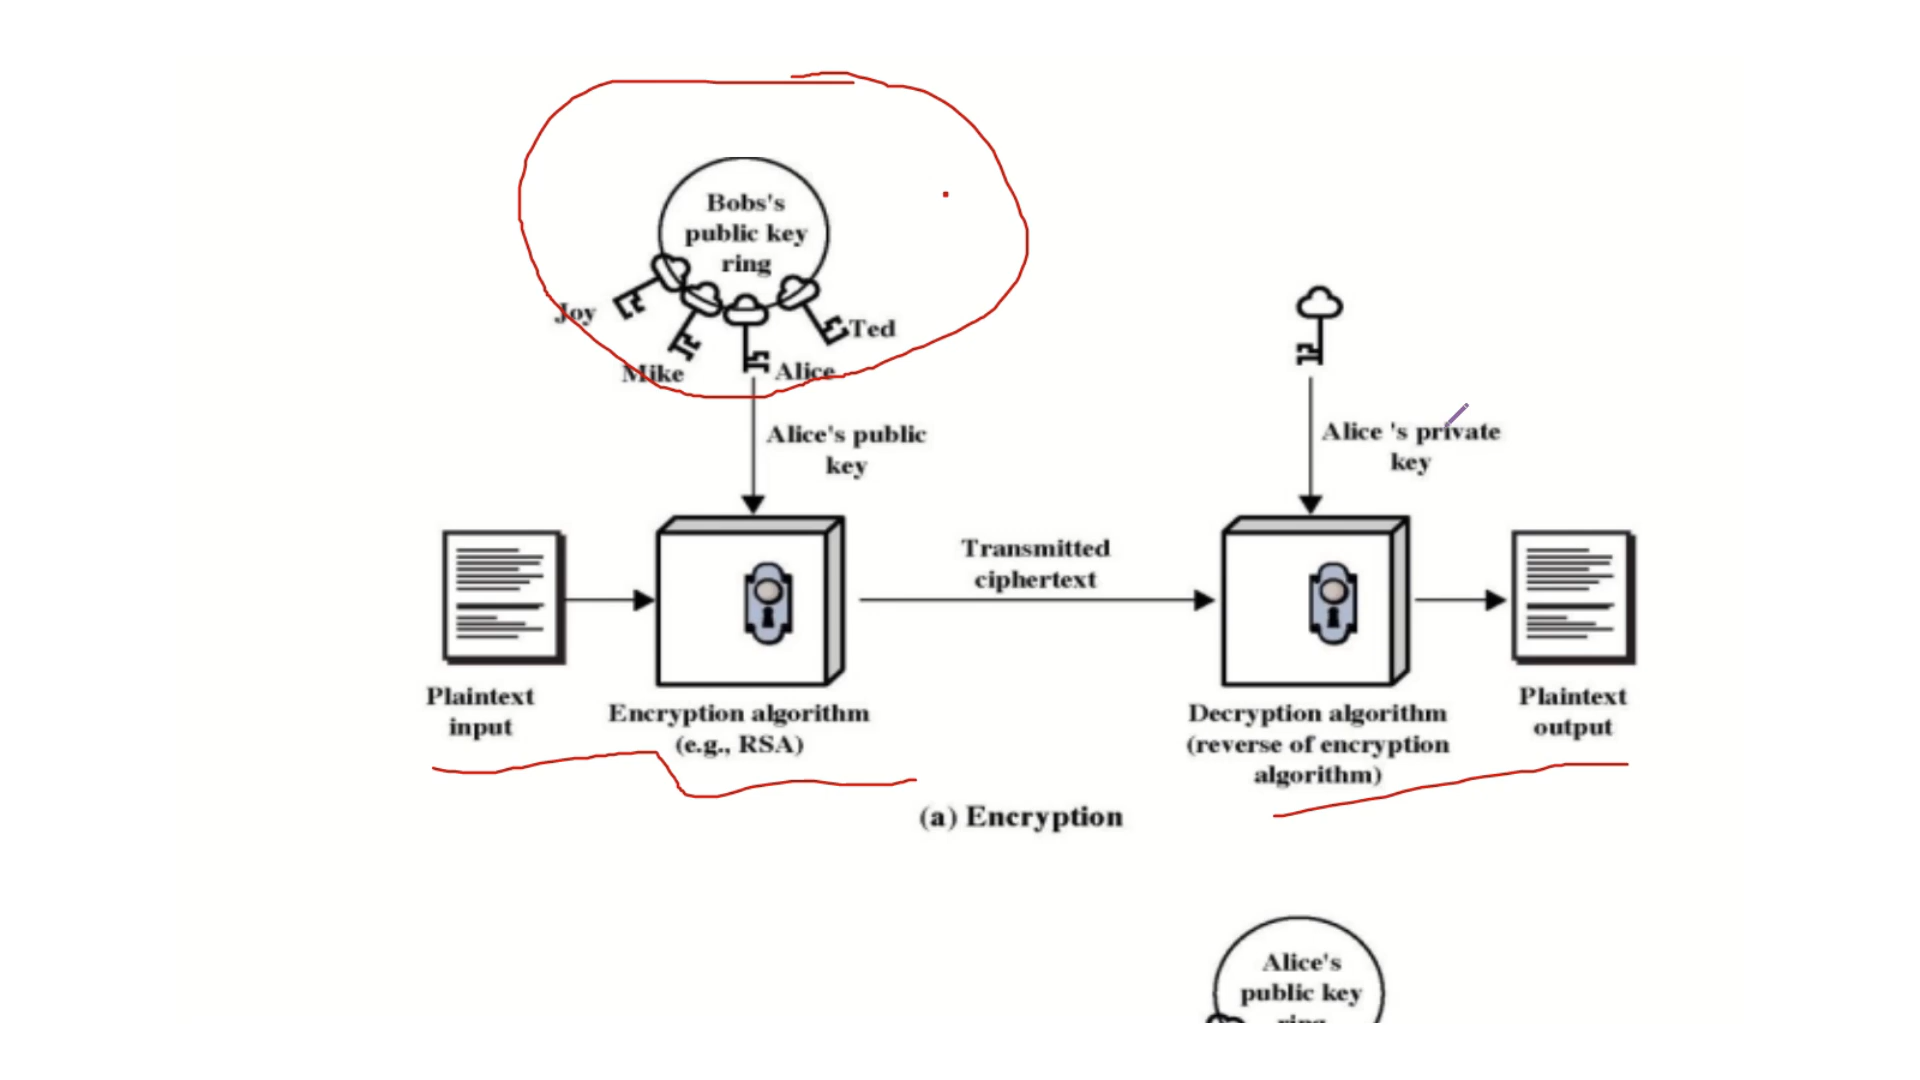 Bobs's
public key
ring
Joy
Ted
Mike
Alice
Alice's public
key
Alice 's private
key
Transmitted
ciphertext
Plaintext
input
Encryption algorithm
(e.g., RSA)
Decryption algorithm
(reverse of encryption
algorithm)
Plaintext
output
(a) Encryption
Alice's
public key
ring